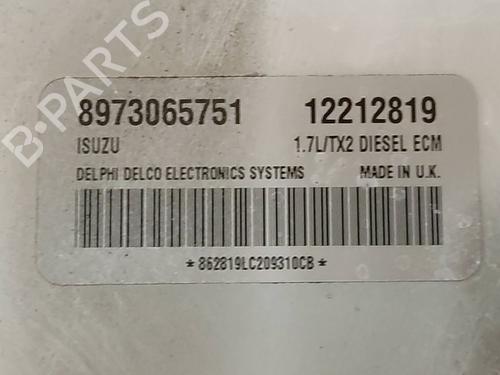 B-PARTS
8973065751 12212819
ISUZU 1.7L/TX2 DIESEL ECM
DELPHI DELCO ELECTRONICS SYSTEMS MADE IN U.K.
*862819LC209310CB*